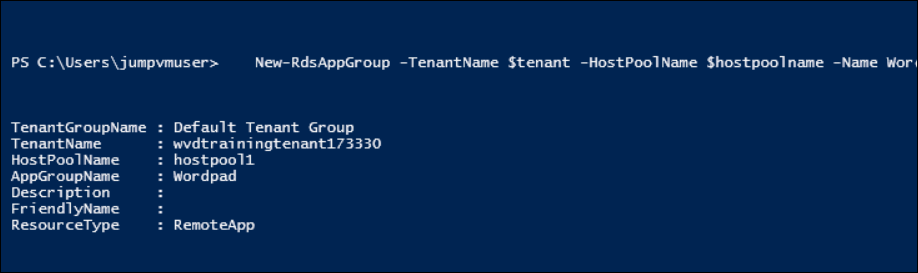 PS C:\Users\jumpvmuser>    New-RdsAppGroup -TenantName $tenant -HostPoolName $hostpoolname -Name Wor
TenantGroupName : Default Tenant Group
TenantName      : wvdtrainingtenant173330
HostPoolName    : hostpool1
AppGroupName    : Wordpad
Description     :
FriendlyName    :
ResourceType    : RemoteApp